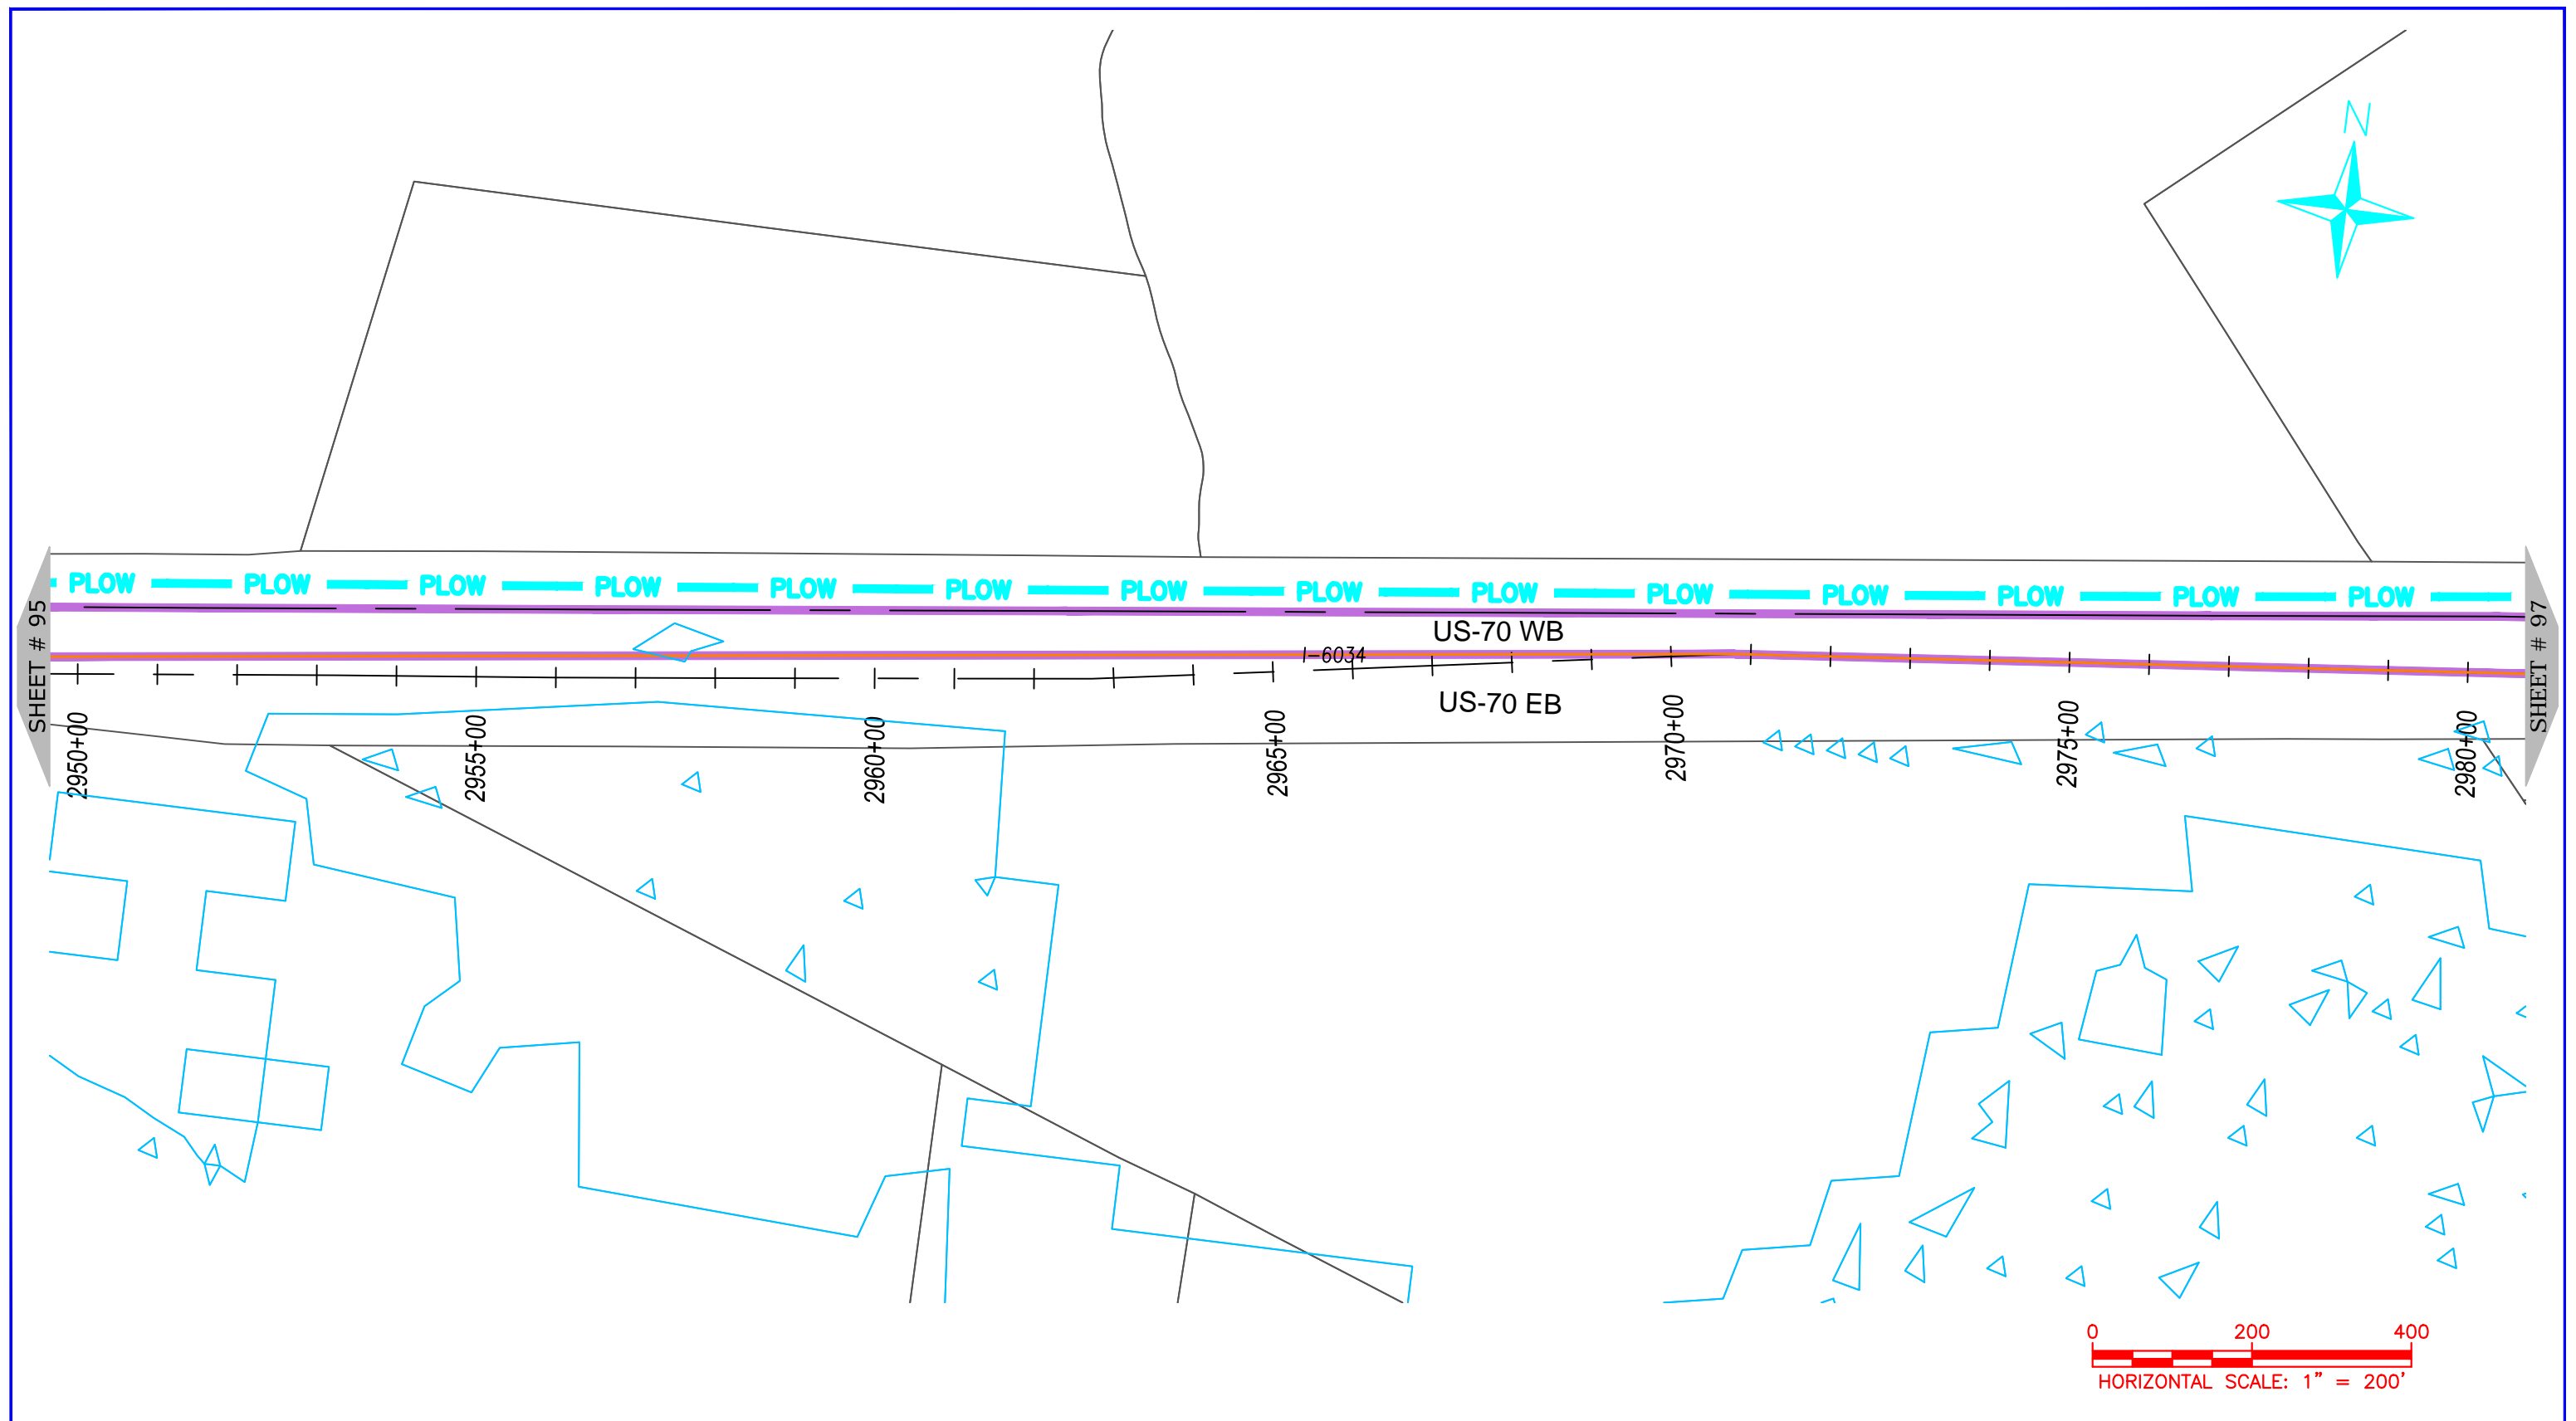 N
PLOW PLOW PLOW PLOW PLOW PLOW PLOW PLOW PLOW PLOW PLOW PLOW PLOW PLOW
SHEET # 95
US-70 WB
I-6034
US-70 EB
SHEET # 97
2950+00 2955+00 2960+00 2965+00 2970+00 2975+00 2980+00
0 200 400
HORIZONTAL SCALE: 1" = 200'